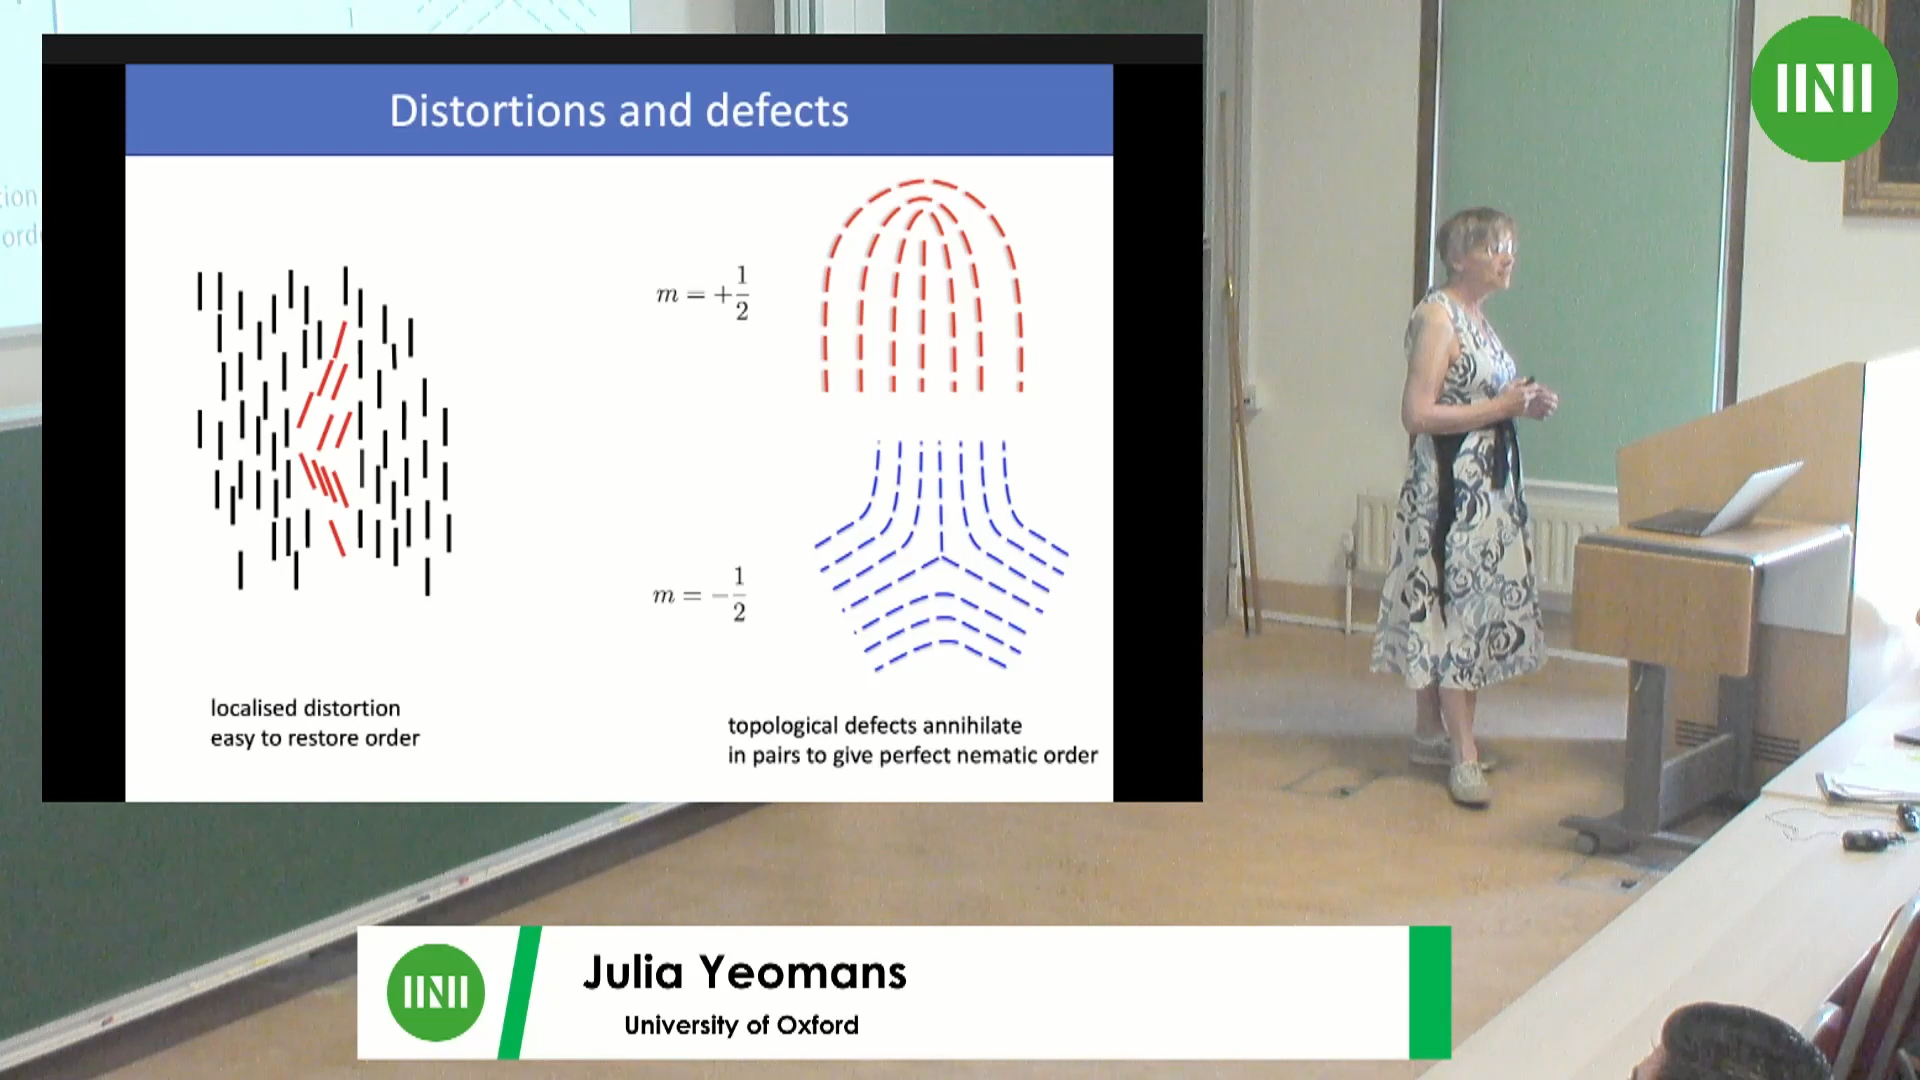 Distortions and defects
m = +1/2
m = -1/2
localised distortion
easy to restore order
topological defects annihilate
in pairs to give perfect nematic order
tion
Julia Yeomans
University of Oxford